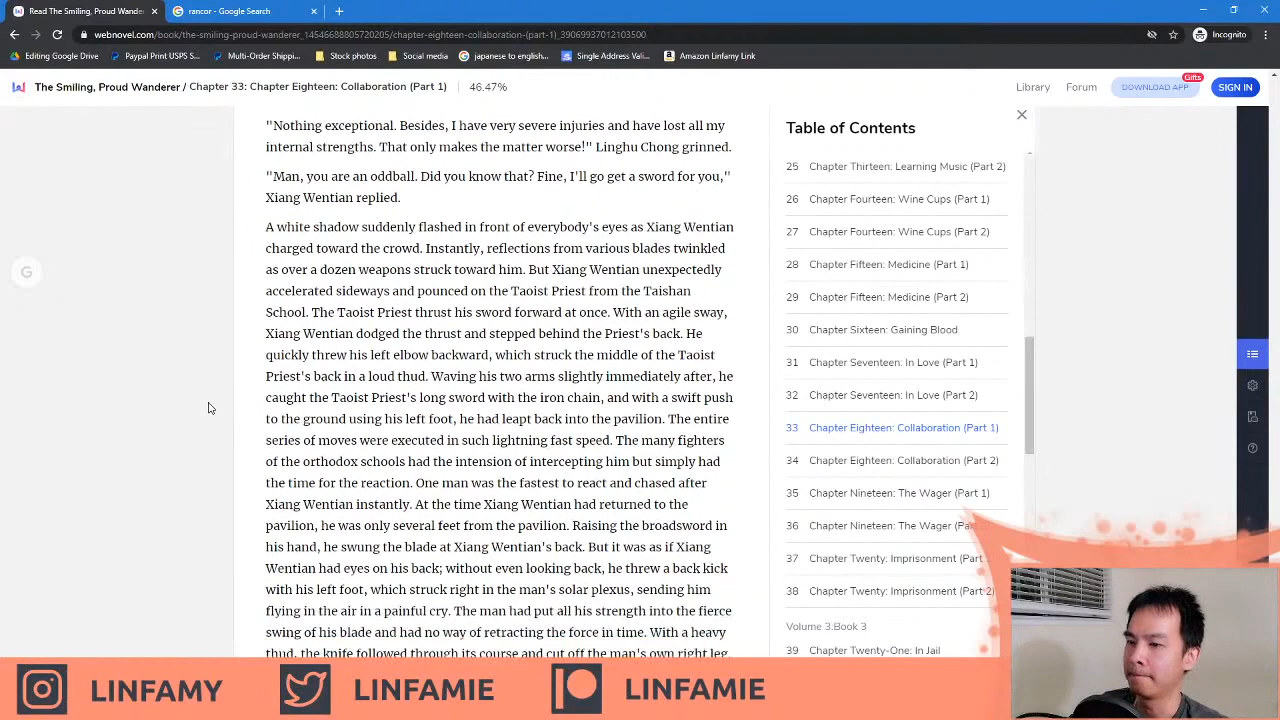 Read The Smiling, Proud Wande
rancor - Google Search
webnovel.com/book/the-smiling-proud-wanderer_14546688805720205/chapter-eighteen-collaboration-(part-1)_39069937012103500
Incognito
Editing Google Drive
Paypal Print USPS S...
Multi-Order Shippi...
Stock photos
Social media
japanese to english...
Single Address Vali...
Amazon Linfamy Link
The Smiling, Proud Wanderer / Chapter 33: Chapter Eighteen: Collaboration (Part 1)
46.47%
Library
Forum
DOWNLOAD APP
Gifts
SIGN IN
"Nothing exceptional. Besides, I have very severe injuries and have lost all my
internal strengths. That only makes the matter worse!" Linghu Chong grinned.
"Man, you are an oddball. Did you know that? Fine, I'll go get a sword for you,"
Xiang Wentian replied.
A white shadow suddenly flashed in front of everybody's eyes as Xiang Wentian
charged toward the crowd. Instantly, reflections from various blades twinkled
as over a dozen weapons struck toward him. But Xiang Wentian unexpectedly
accelerated sideways and pounced on the Taoist Priest from the Taishan
School. The Taoist Priest thrust his sword forward at once. With an agile sway,
Xiang Wentian dodged the thrust and stepped behind the Priest's back. He
quickly threw his left elbow backward, which struck the middle of the Taoist
Priest's back in a loud thud. Waving his two arms slightly immediately after, he
caught the Taoist Priest's long sword with the iron chain, and with a swift push
to the ground using his left foot, he had leapt back into the pavilion. The entire
series of moves were executed in such lightning fast speed. The many fighters
of the orthodox schools had the intension of intercepting him but simply had
the time for the reaction. One man was the fastest to react and chased after
Xiang Wentian instantly. At the time Xiang Wentian had returned to the
pavilion, he was only several feet from the pavilion. Raising the broadsword in
his hand, he swung the blade at Xiang Wentian's back. But it was as if Xiang
Wentian had eyes on his back; without even looking back, he threw a back kick
with his left foot, which struck right in the man's solar plexus, sending him
flying in the air in a painful cry. The man had put all his strength into the fierce
swing of his blade and had no way of retracting the force in time. With a heavy
thud, the knife followed through its course and cut off the man's own right leg.
Table of Contents
25 Chapter Thirteen: Learning Music (Part 2)
26 Chapter Fourteen: Wine Cups (Part 1)
27 Chapter Fourteen: Wine Cups (Part 2)
28 Chapter Fifteen: Medicine (Part 1)
29 Chapter Fifteen: Medicine (Part 2)
30 Chapter Sixteen: Gaining Blood
31 Chapter Seventeen: In Love (Part 1)
32 Chapter Seventeen: In Love (Part 2)
33 Chapter Eighteen: Collaboration (Part 1)
34 Chapter Eighteen: Collaboration (Part 2)
35 Chapter Nineteen: The Wager (Part 1)
36 Chapter Nineteen: The Wager (Pa
37 Chapter Twenty: Imprisonment (Part
38 Chapter Twenty: Imprisonment (Part 2)
Volume 3:Book 3
39 Chapter Twenty-One: In Jail
G
LINFAMY
LINFAMIE
LINFAMIE